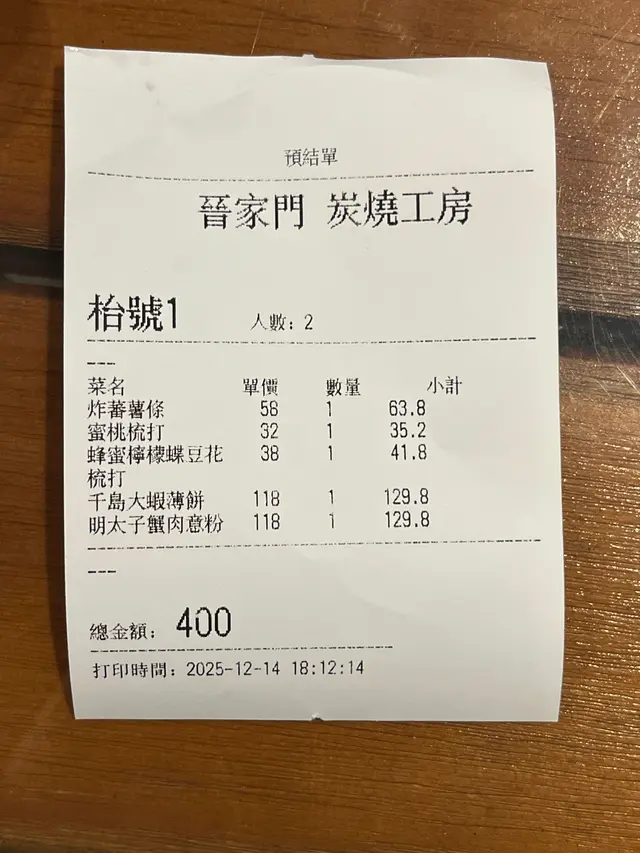 預結單
晉家門 炭燒工房
枱號1 人數: 2
---
菜名 單價 數量 小計
炸蕃薯條 58 1 63.8
蜜桃梳打 32 1 35.2
蜂蜜檸檬蝶豆花 38 1 41.8
梳打
千島大蝦薄餅 118 1 129.8
明太子蟹肉意粉 118 1 129.8
---
總金額: 400
打印時間: 2025-12-14 18:12:14